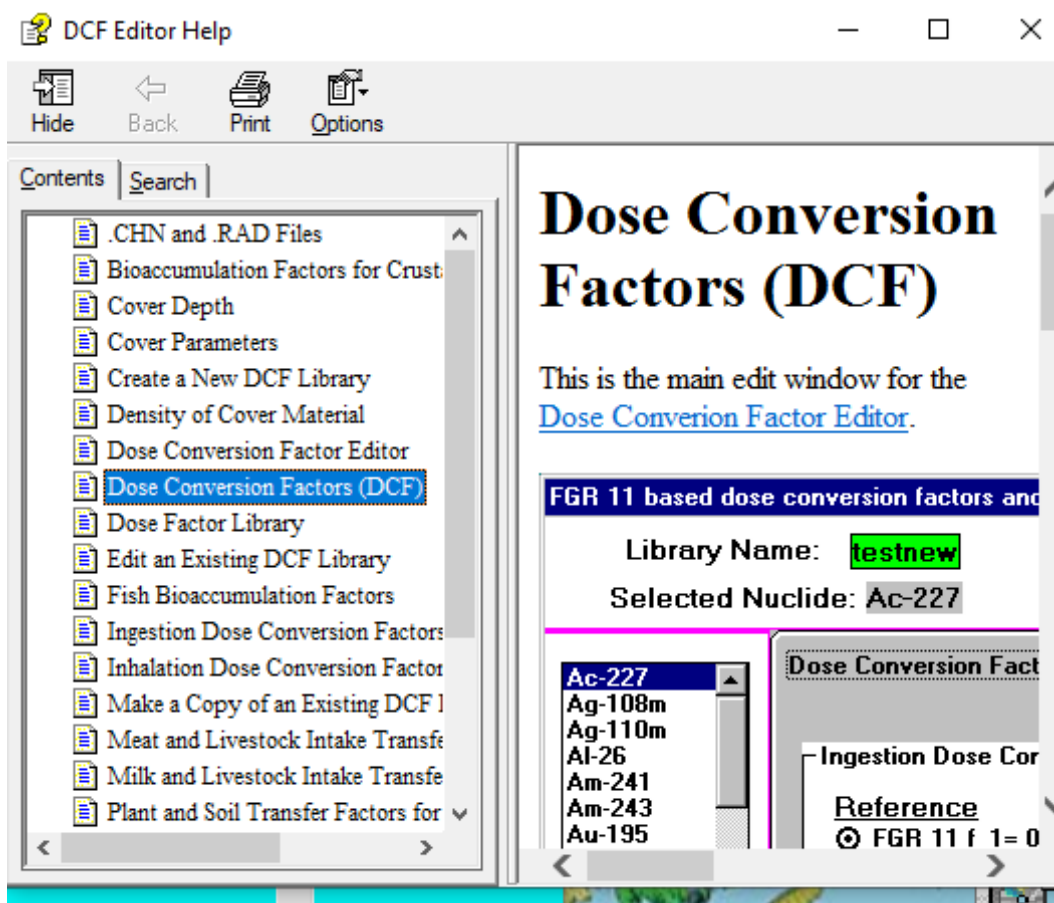 DCF Editor Help
Hide Back Print Options
Contents Search
.CHN and .RAD Files
Bioaccumulation Factors for Crust
Cover Depth
Cover Parameters
Create a New DCF Library
Density of Cover Material
Dose Conversion Factor Editor
Dose Conversion Factors (DCF)
Dose Factor Library
Edit an Existing DCF Library
Fish Bioaccumulation Factors
Ingestion Dose Conversion Factors
Inhalation Dose Conversion Factor
Make a Copy of an Existing DCF
Meat and Livestock Intake Transfe
Milk and Livestock Intake Transfe
Plant and Soil Transfer Factors for
Dose Conversion
Factors (DCF)
This is the main edit window for the
Dose Converion Factor Editor.
FGR 11 based dose conversion factors and
Library Name: testnew
Selected Nuclide: Ac-227
Ac-227
Ag-108m
Ag-110m
Al-26
Am-241
Am-243
Au-195
Dose Conversion Fact
Ingestion Dose Cor
Reference
FGR 11 f 1= 0